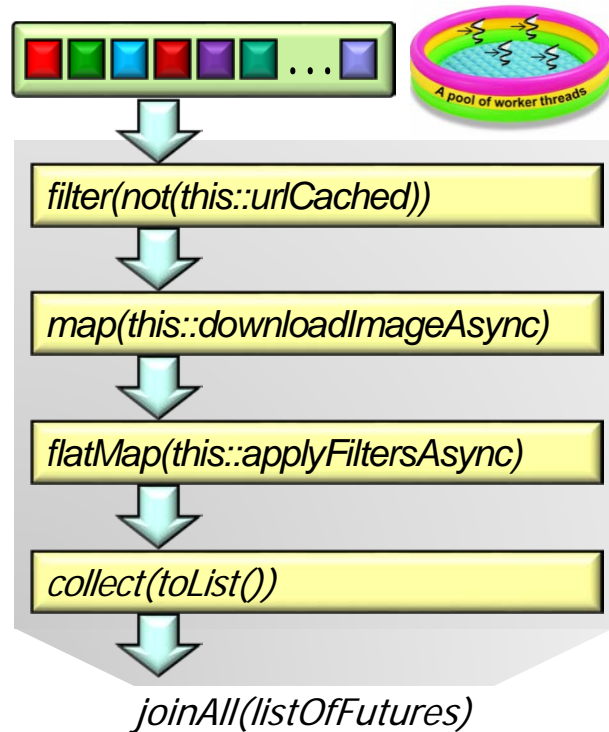 . . .
A pool of worker threads
filter(not(this::urlCached))
map(this::downloadImageAsync)
flatMap(this::applyFiltersAsync)
collect(toList())
joinAll(listOfFutures)